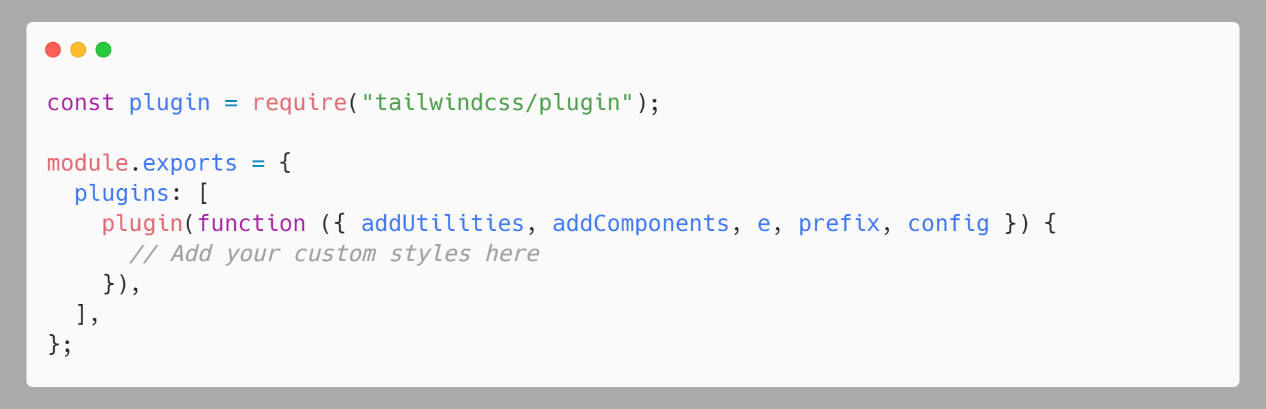 const plugin = require("tailwindcss/plugin");
module.exports = {
  plugins: [
    plugin(function ({ addUtilities, addComponents, e, prefix, config }) {
      // Add your custom styles here
    }),
  ],
};